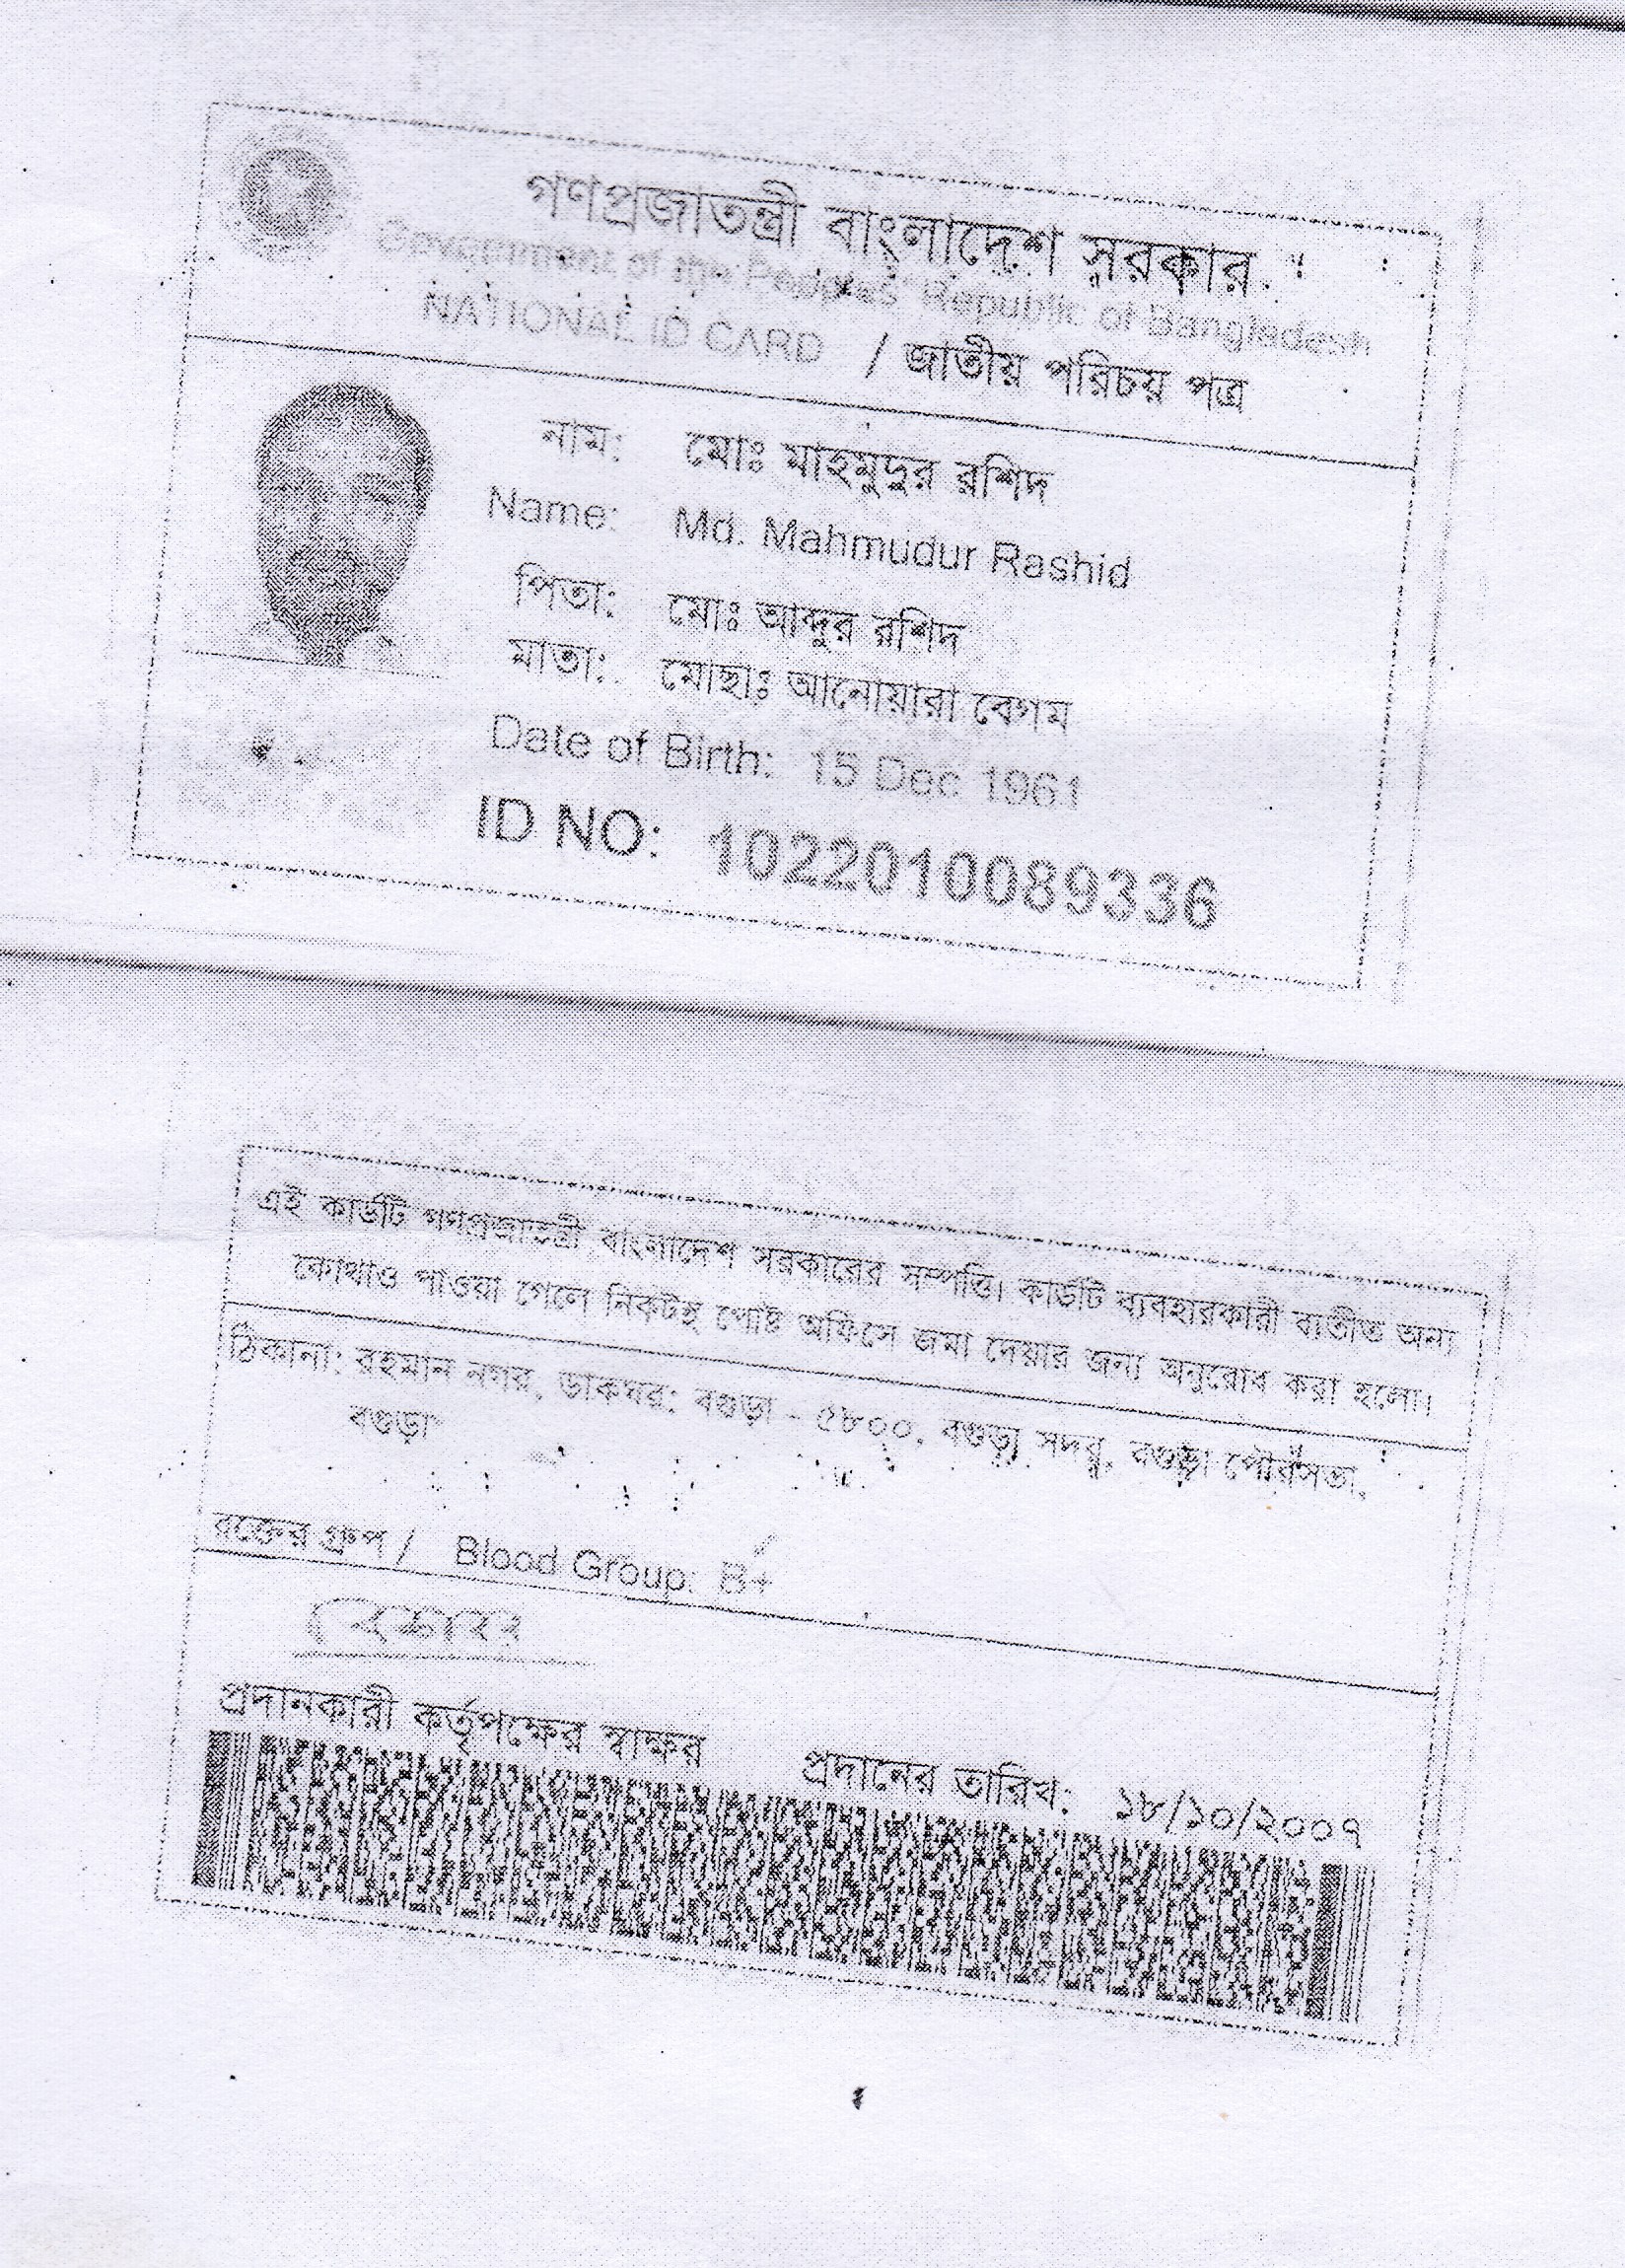 গণপ্রজাতন্ত্রী বাংলাদেশ সরকার
Government of the People's Republic of Bangladesh
NATIONAL ID CARD / জাতীয় পরিচয় পত্র
নাম: মোঃ মাহমুদুর রশিদ
Name: Md. Mahmudur Rashid
পিতা: মোঃ আব্দুর রশিদ
মাতা: মোছাঃ আনোয়ারা বেগম
Date of Birth: 15 Dec 1961
ID NO: 1022010089336
এই কার্ডটি গণপ্রজাতন্ত্রী বাংলাদেশ সরকারের সম্পত্তি। কার্ডটি ব্যবহারকারী ব্যতীত অন্য
কোথাও পাওয়া গেলে নিকটস্থ পোষ্ট অফিসে জমা দেয়ার জন্য অনুরোধ করা হলো।
ঠিকানা: রহমান নগর, ডাকঘর: বগুড়া - ৫৮০০, বগুড়া সদর, বগুড়া পৌরসভা,
বগুড়া
রক্তের গ্রুপ / Blood Group: B+
প্রদানকারী কর্তৃপক্ষের স্বাক্ষর প্রদানের তারিখ: ১৮/১০/২০০৭